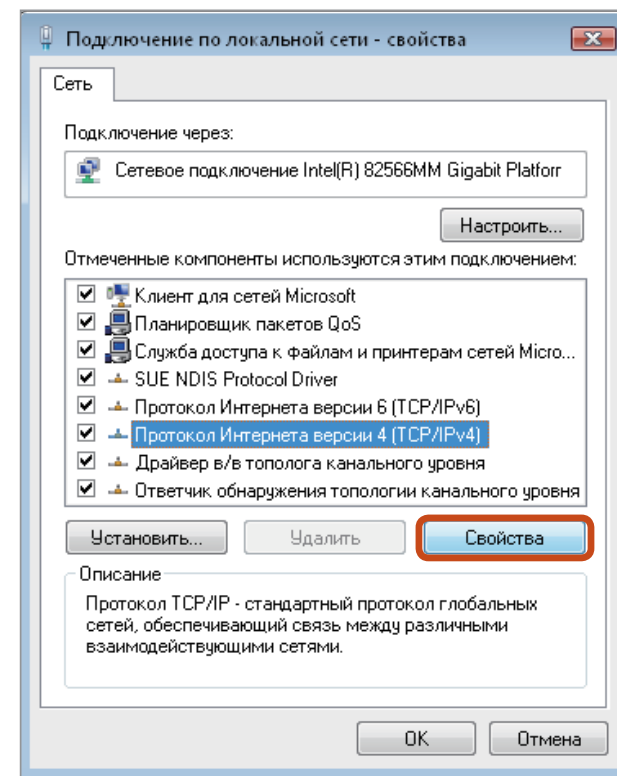 Подключение по локальной сети - свойства
Сеть
Подключение через:
Сетевое подключение Intel(R) 82566MM Gigabit Platforr
Настроить...
Отмеченные компоненты используются этим подключением:
Клиент для сетей Microsoft
Планировщик пакетов QoS
Служба доступа к файлам и принтерам сетей Micro...
SUE NDIS Protocol Driver
Протокол Интернета версии 6 (TCP/IPv6)
Протокол Интернета версии 4 (TCP/IPv4)
Драйвер в/в тополога канального уровня
Ответчик обнаружения топологии канального уровня
Установить... Удалить Свойства
Описание
Протокол TCP/IP - стандартный протокол глобальных
сетей, обеспечивающий связь между различными
взаимодействующими сетями.
OK Отмена